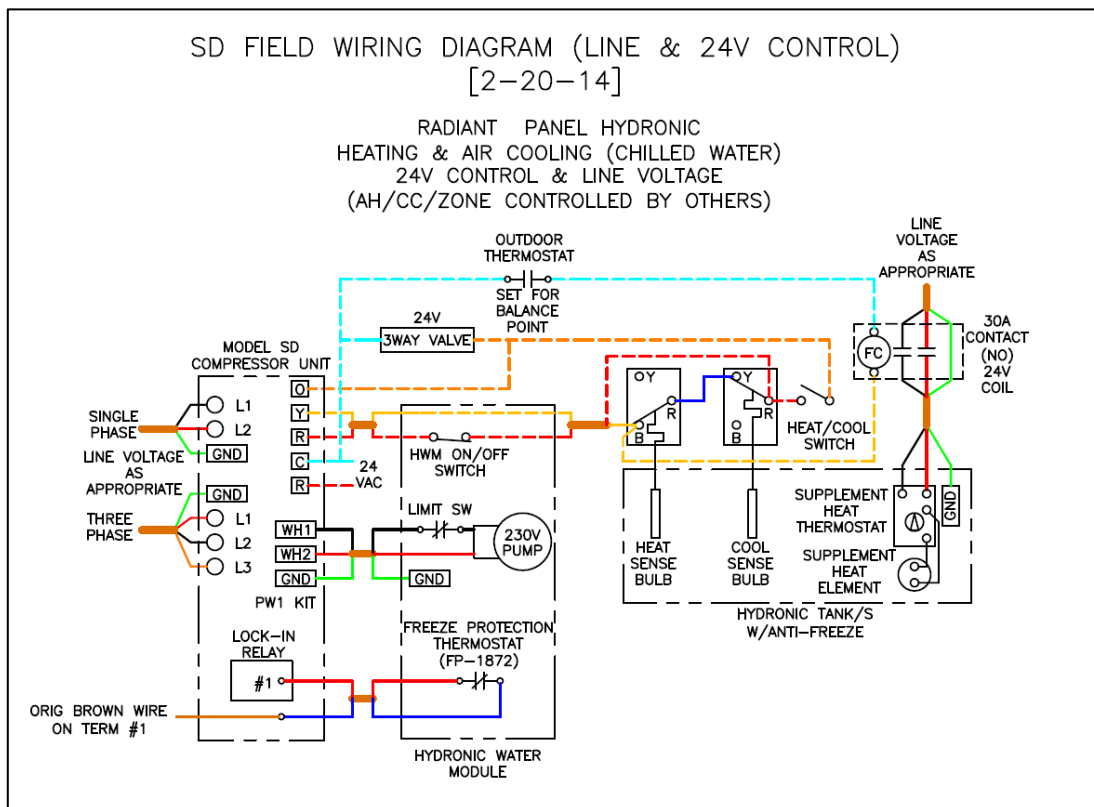 SD FIELD WIRING DIAGRAM (LINE & 24V CONTROL)
[2-20-14]
RADIANT PANEL HYDRONIC
HEATING & AIR COOLING (CHILLED WATER)
24V CONTROL & LINE VOLTAGE
(AH/CC/ZONE CONTROLLED BY OTHERS)
OUTDOOR
THERMOSTAT
SET FOR
BALANCE
POINT
LINE
VOLTAGE
AS
APPROPRIATE
24V
3WAY VALVE
FC
30A
CONTACT
(NO)
24V
COIL
MODEL SD
COMPRESSOR UNIT
O
Y
R
C
R
24
VAC
SINGLE
PHASE
L1
L2
GND
LINE VOLTAGE
AS
APPROPRIATE
GND
THREE
PHASE
L1
L2
L3
HWM ON/OFF
SWITCH
Y
R
B
Y
R
B
HEAT/COOL
SWITCH
WH1
WH2
GND
PW1 KIT
LIMIT SW
230V
PUMP
GND
HEAT
SENSE
BULB
COOL
SENSE
BULB
SUPPLEMENT
HEAT
THERMOSTAT
GND
SUPPLEMENT
HEAT
ELEMENT
HYDRONIC TANK/S
W/ANTI-FREEZE
LOCK-IN
RELAY
#1
FREEZE PROTECTION
THERMOSTAT
(FP-1872)
ORIG BROWN WIRE
ON TERM #1
HYDRONIC WATER
MODULE